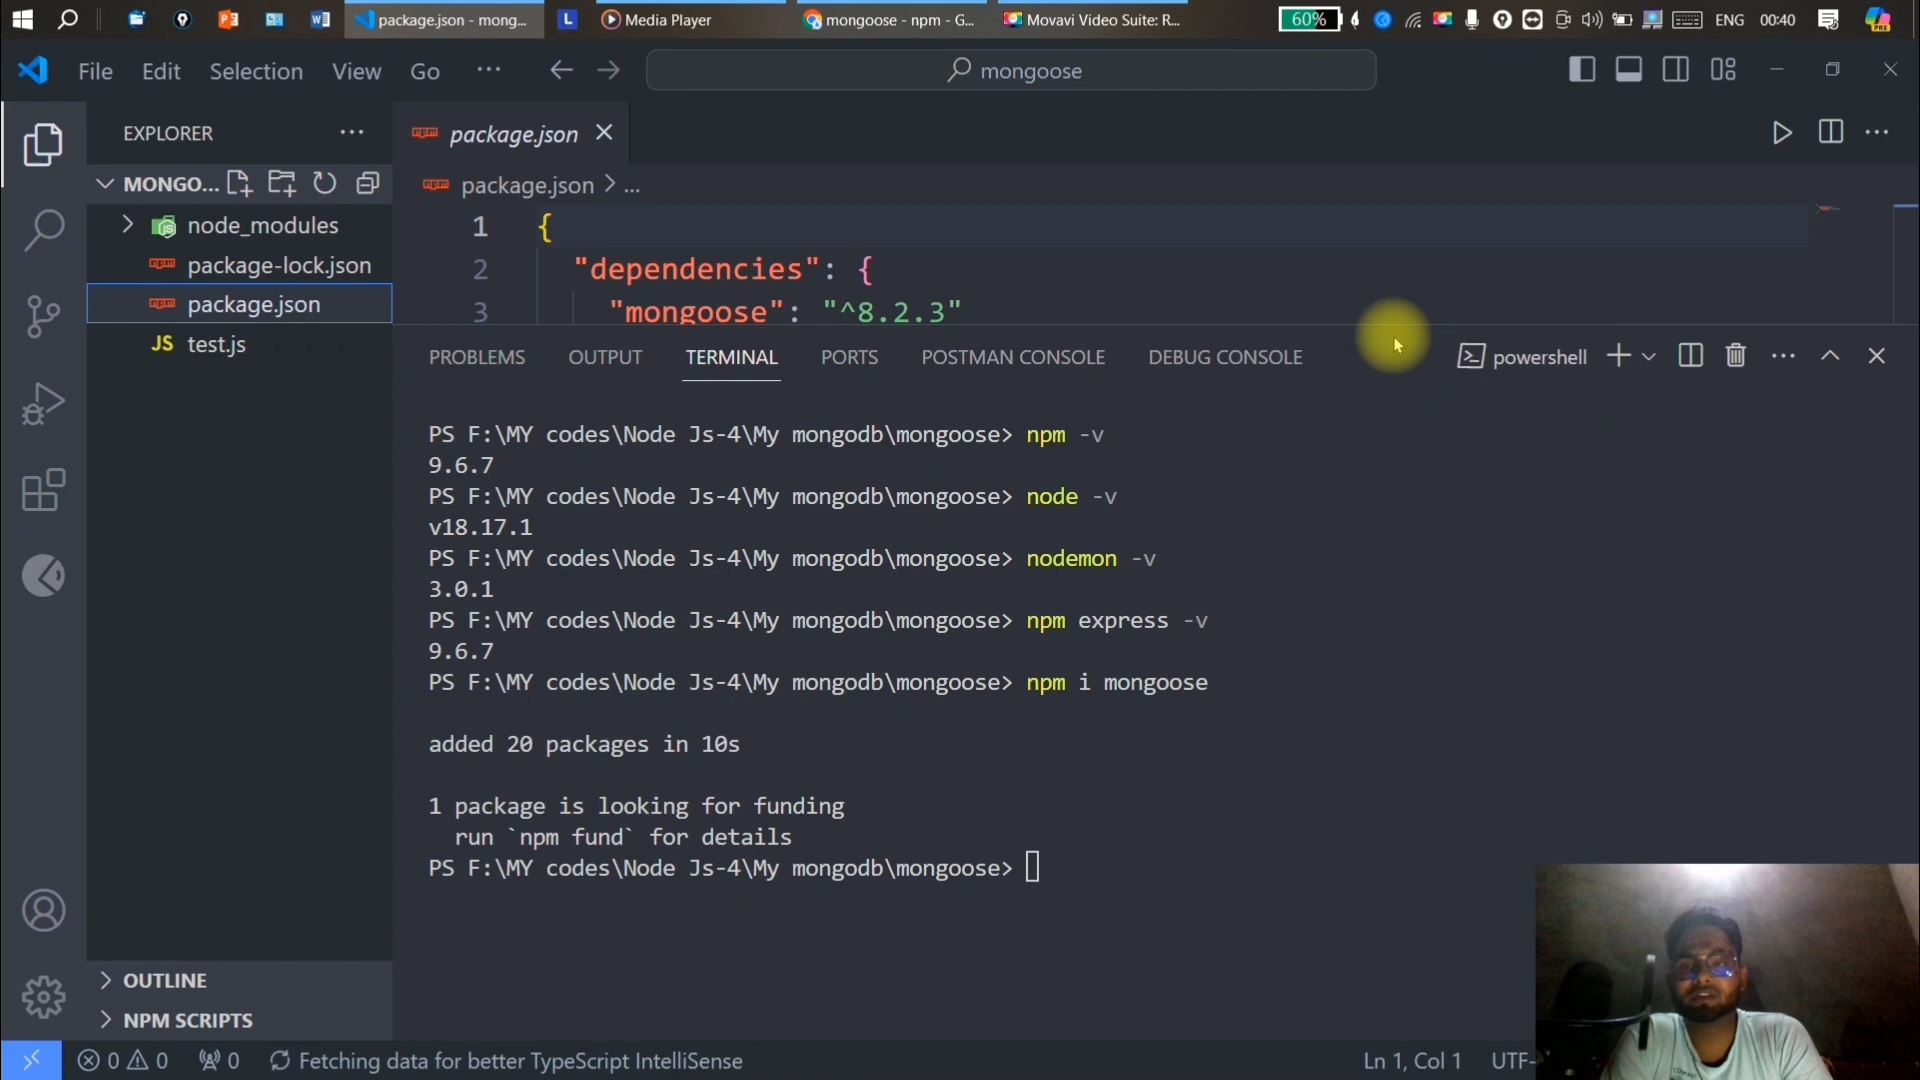 package.json - mong...
L
Media Player
mongoose - npm - G...
Movavi Video Suite: R...
60%
ENG
00:40
File
Edit
Selection
View
Go
mongoose
EXPLORER
package.json
MONGO...
package.json > ...
node_modules
package-lock.json
package.json
JS test.js
1 {
2 "dependencies": {
3 "mongoose": "^8.2.3"
PROBLEMS
OUTPUT
TERMINAL
PORTS
POSTMAN CONSOLE
DEBUG CONSOLE
powershell
PS F:\MY codes\Node Js-4\My mongodb\mongoose> npm -v
9.6.7
PS F:\MY codes\Node Js-4\My mongodb\mongoose> node -v
v18.17.1
PS F:\MY codes\Node Js-4\My mongodb\mongoose> nodemon -v
3.0.1
PS F:\MY codes\Node Js-4\My mongodb\mongoose> npm express -v
9.6.7
PS F:\MY codes\Node Js-4\My mongodb\mongoose> npm i mongoose
added 20 packages in 10s
1 package is looking for funding
run `npm fund` for details
PS F:\MY codes\Node Js-4\My mongodb\mongoose>
OUTLINE
NPM SCRIPTS
0
0
0
Fetching data for better TypeScript IntelliSense
Ln 1, Col 1
UTF-